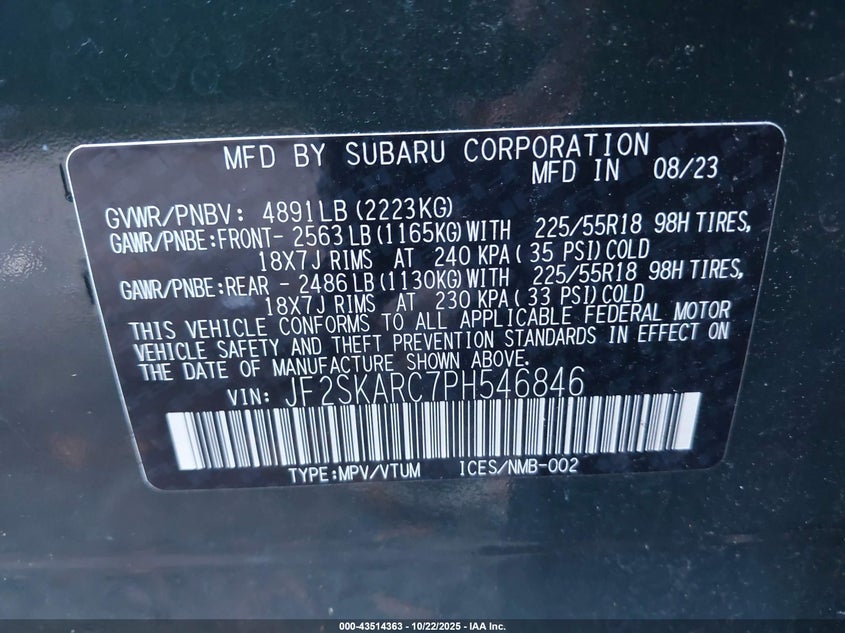 MFD BY SUBARU CORPORATION
MFD IN 08/23
GVWR/PNBV: 4891LB (2223KG)
GAWR/PNBE:FRONT- 2563LB (1165KG)WITH 225/55R18 98H TIRES,
18X7J RIMS AT 240 KPA( 35 PSI)COLD
GAWR/PNBE:REAR - 2486LB (1130KG)WITH 225/55R18 98H TIRES,
18X7J RIMS AT 230 KPA( 33 PSI)COLD
THIS VEHICLE CONFORMS TO ALL APPLICABLE FEDERAL MOTOR
VEHICLE SAFETY AND THEFT PREVENTION STANDARDS IN EFFECT ON
THE DATE OF MANUFACTURE SHOWN ABOVE.
VIN: JF2SKARC7PH546846
TYPE:MPV/VTUM ICES/NMB-002
000-43514363 - 10/22/2025 - IAA Inc.